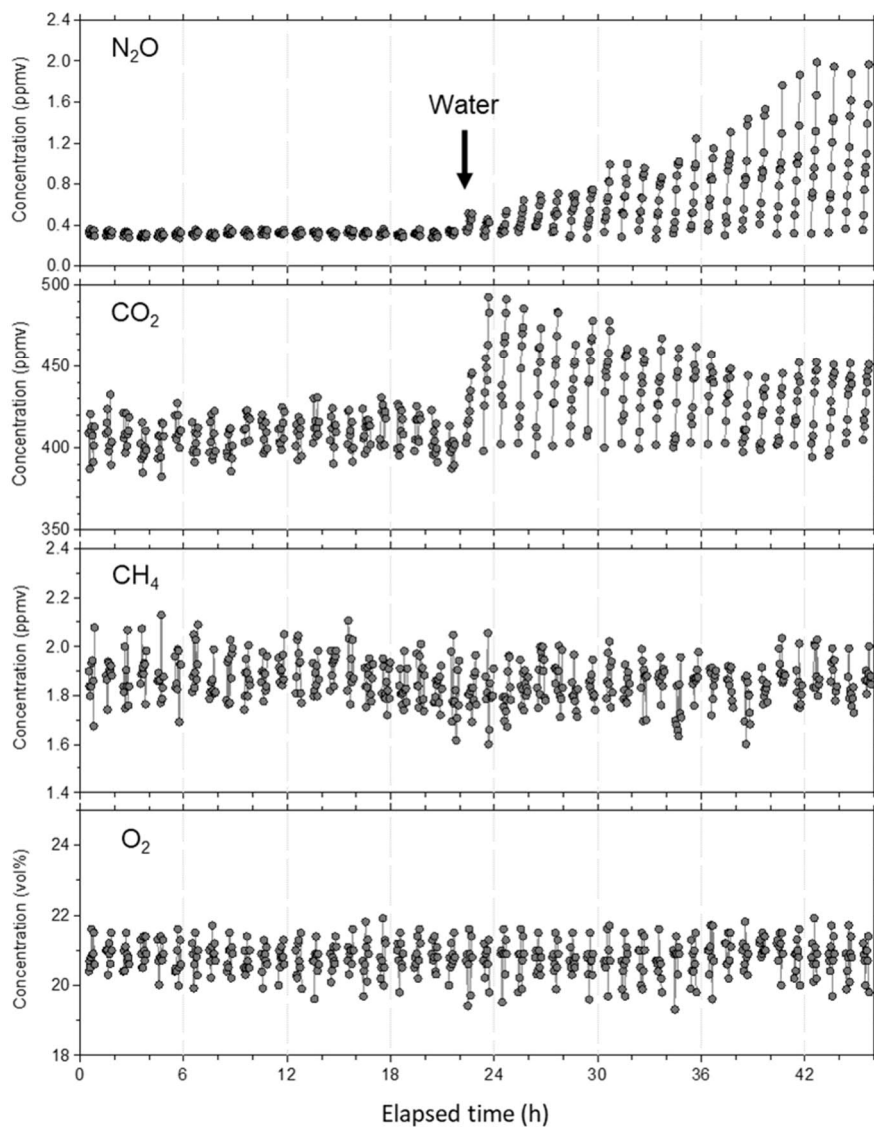 N₂O
Concentration (ppmv)
2.4
2.0
1.6
1.2
0.8
0.4
0.0
Water
CO₂
Concentration (ppmv)
500
450
400
350
CH₄
Concentration (ppmv)
2.4
2.2
2.0
1.8
1.6
1.4
O₂
Concentration (vol%)
24
22
20
18
0 6 12 18 24 30 36 42
Elapsed time (h)